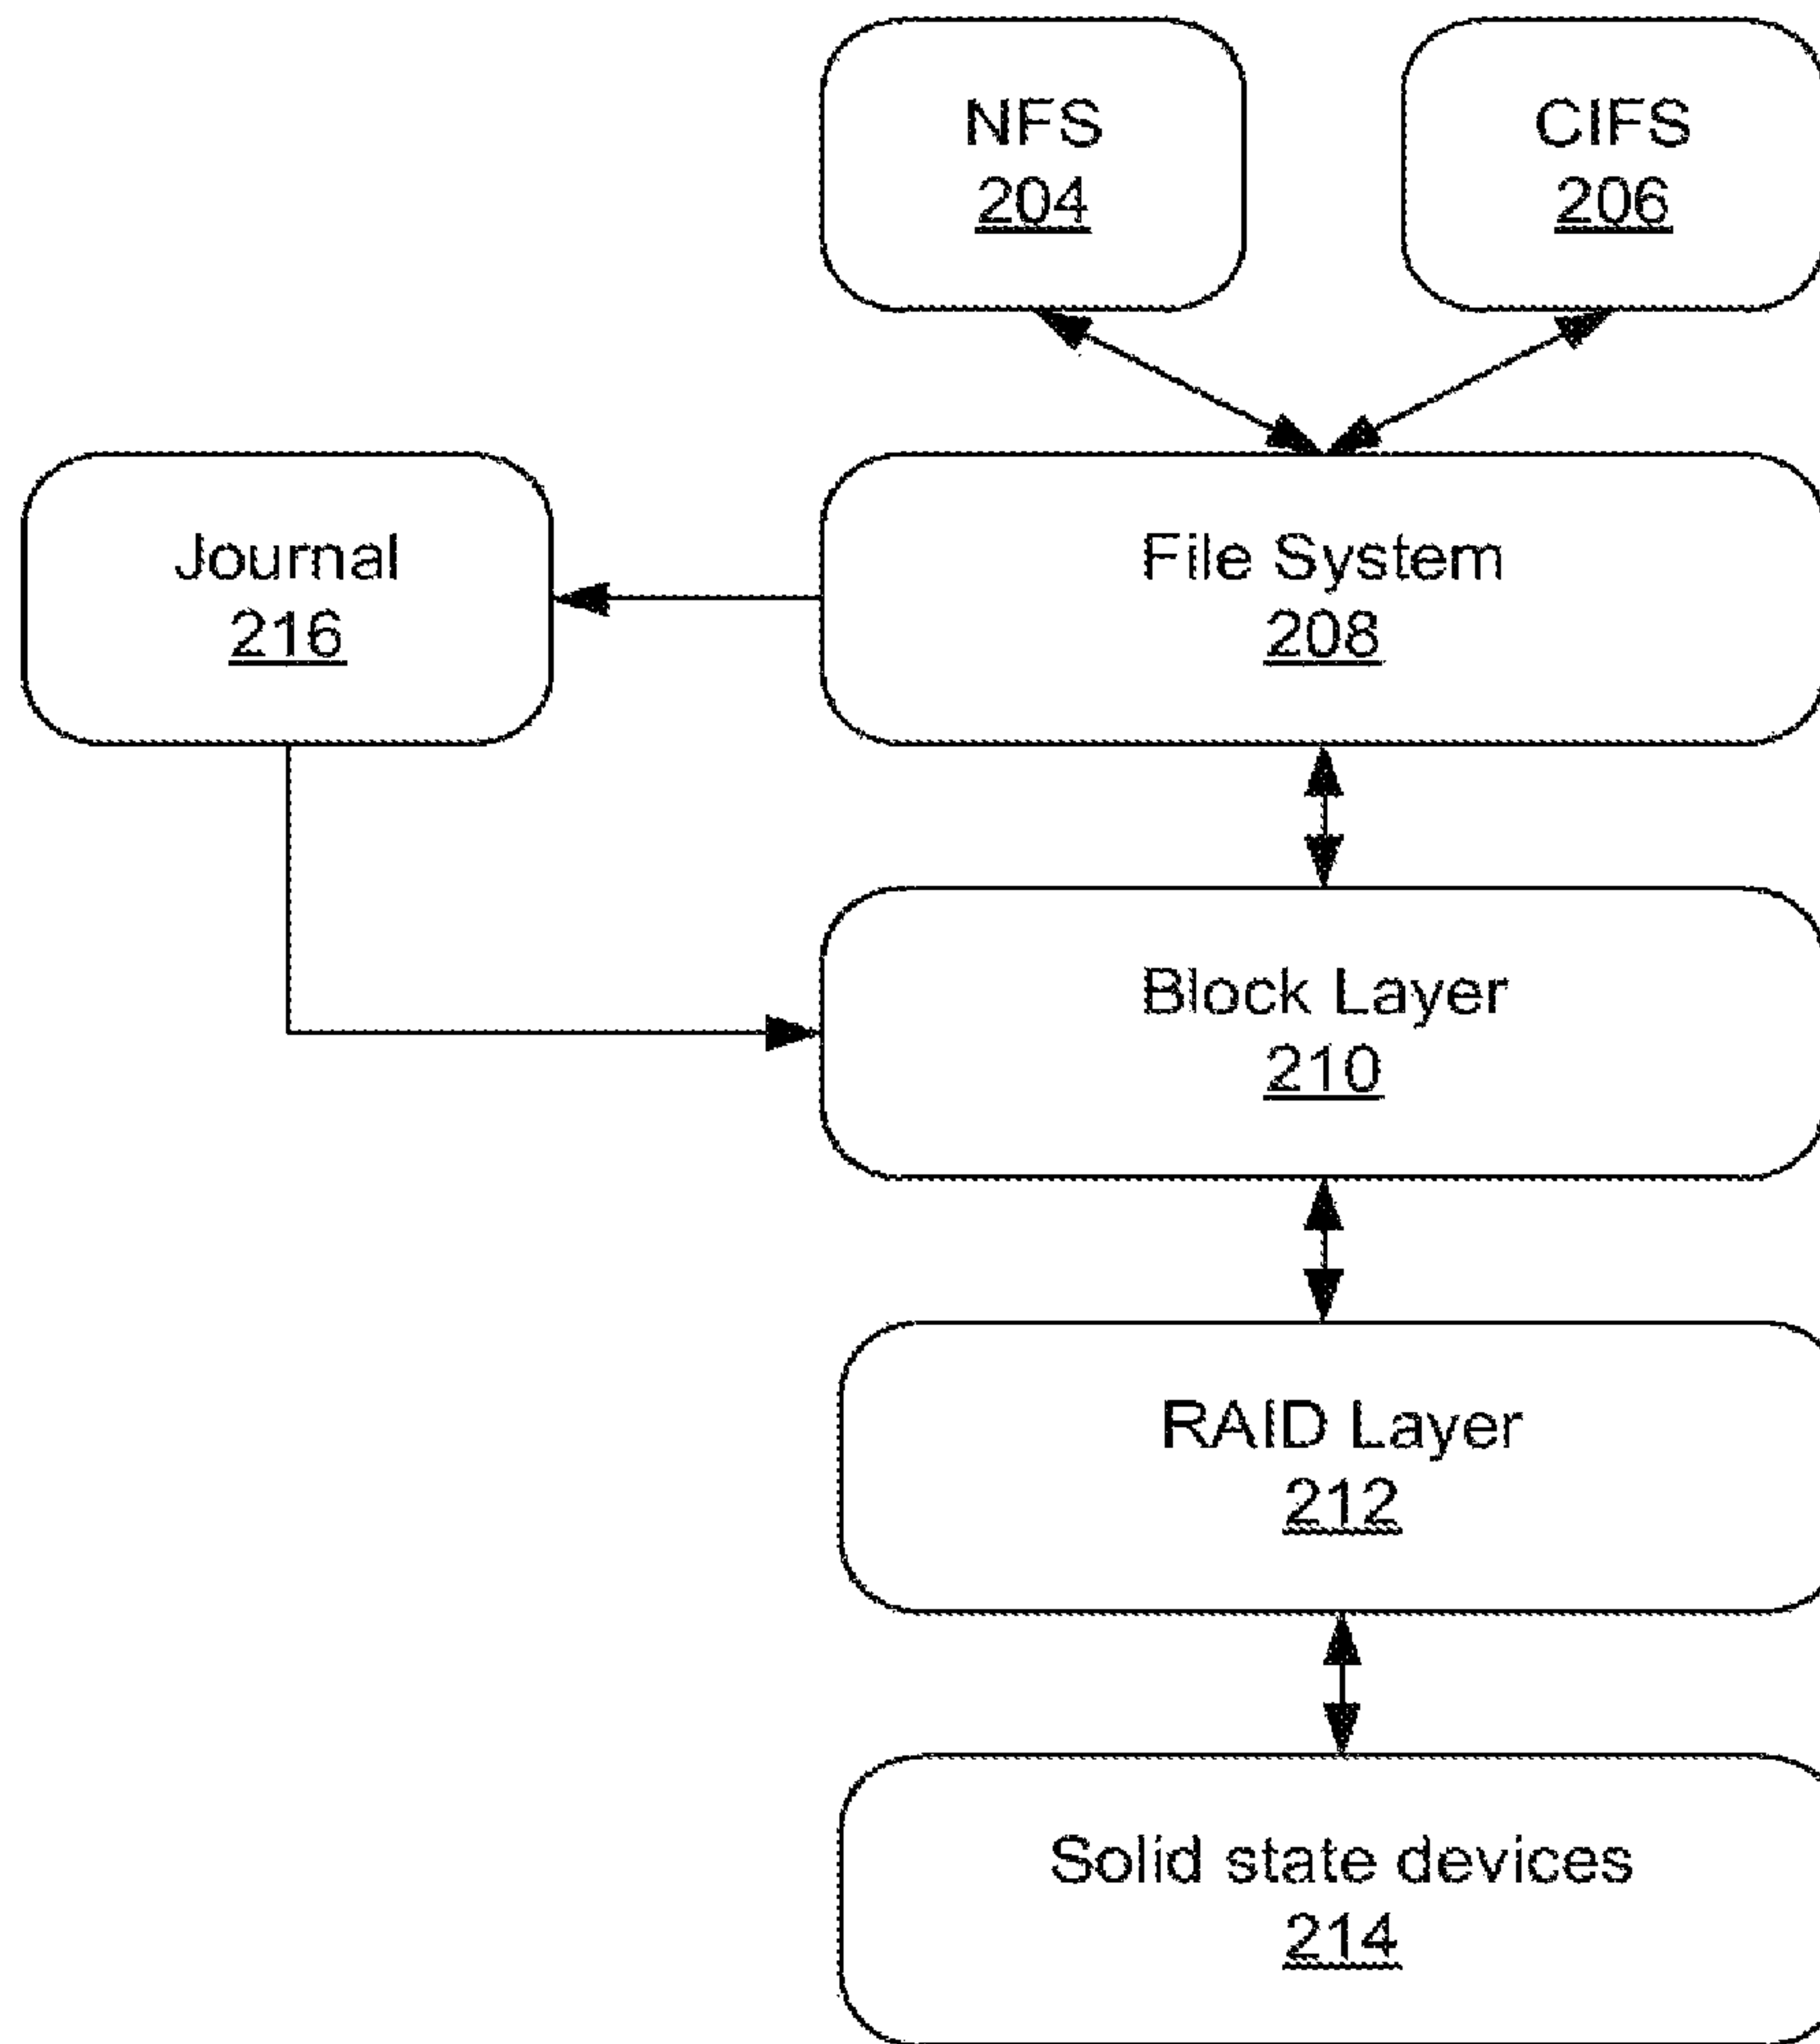 NFS
204
CIFS
206
Journal
216
File System
208
Block Layer
210
RAID Layer
212
Solid state devices
214